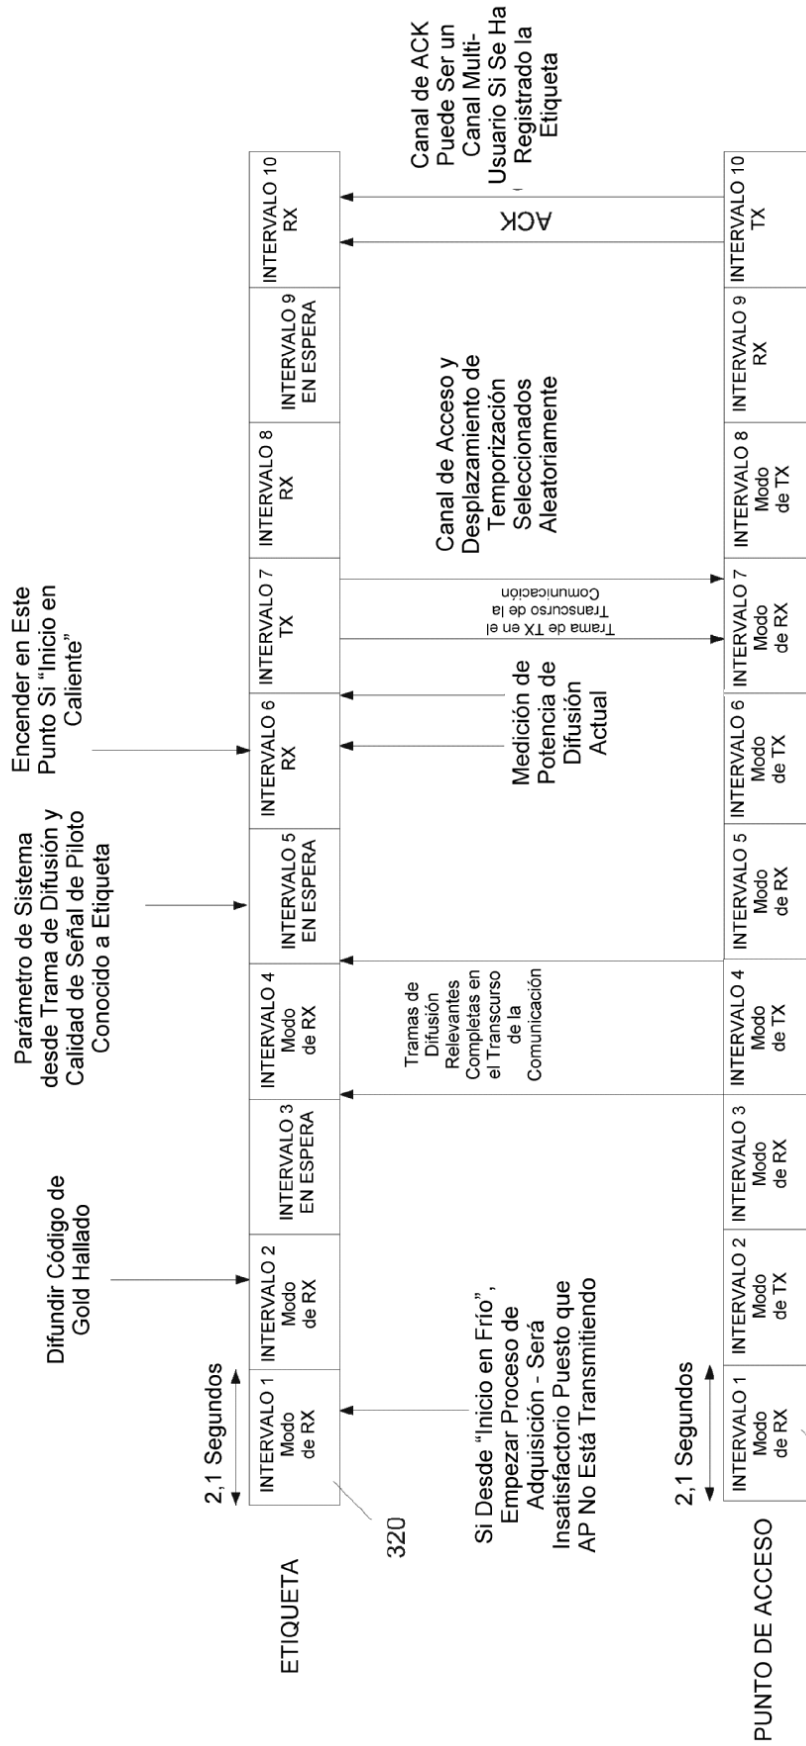 Difundir Código de
Gold Hallado
Parámetro de Sistema
desde Trama de Difusión y
Calidad de Señal de Piloto
Conocido a Etiqueta
Encender en Este
Punto Si “Inicio en
Caliente”
2,1 Segundos
ETIQUETA
INTERVALO 1
Modo
de RX
INTERVALO 2
Modo
de RX
INTERVALO 3
EN ESPERA
INTERVALO 4
Modo
de RX
INTERVALO 5
EN ESPERA
INTERVALO 6
RX
INTERVALO 7
TX
INTERVALO 8
RX
INTERVALO 9
EN ESPERA
INTERVALO 10
RX
320
Si Desde “Inicio en Frío”,
Empezar Proceso de
Adquisición - Será
Insatisfactorio Puesto que
AP No Está Transmitiendo
Tramas de
Difusión
Relevantes
Completas en
el Transcurso
de la
Comunicación
Medición de
Potencia de
Difusión
Actual
Trama de TX en el
Transcurso de la
Comunicación
Canal de Acceso y
Desplazamiento de
Temporización
Seleccionados
Aleatoriamente
ACK
Canal de ACK
Puede Ser un
Canal Multi-
Usuario Si Se Ha
Registrado la
Etiqueta
2,1 Segundos
PUNTO DE ACCESO
INTERVALO 1
Modo
de RX
INTERVALO 2
Modo
de TX
INTERVALO 3
Modo
de RX
INTERVALO 4
Modo
de TX
INTERVALO 5
Modo
de RX
INTERVALO 6
Modo
de TX
INTERVALO 7
Modo
de RX
INTERVALO 8
Modo
de TX
INTERVALO 9
RX
INTERVALO 10
TX